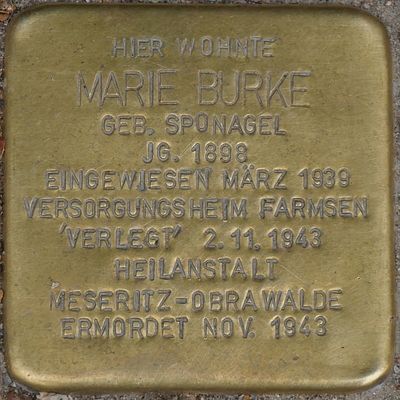 HIER WOHNTE
MARIE BURKE
GEB. SPONAGEL
JG. 1898
EINGEWIESEN MÄRZ 1939
VERSORGUNGSHEIM FARMSEN
'VERLEGT' 2.11.1943
HEILANSTALT
MESERITZ-OBRAWALDE
ERMORDET NOV. 1943